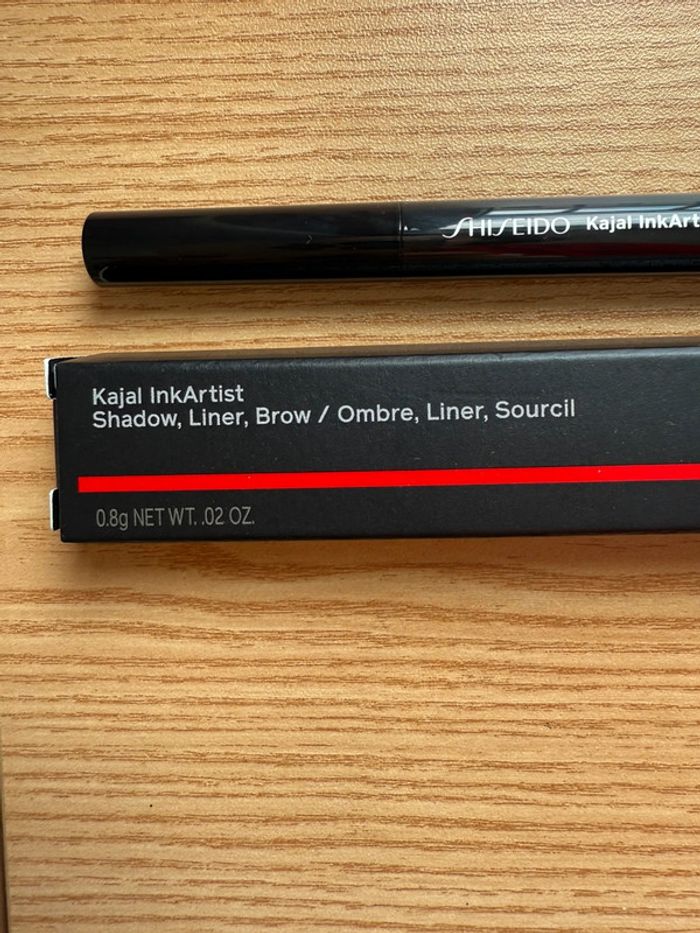 SHISEIDO Kajal InkArt
Kajal InkArtist
Shadow, Liner, Brow / Ombre, Liner, Sourcil
0.8g NET WT. .02 OZ.